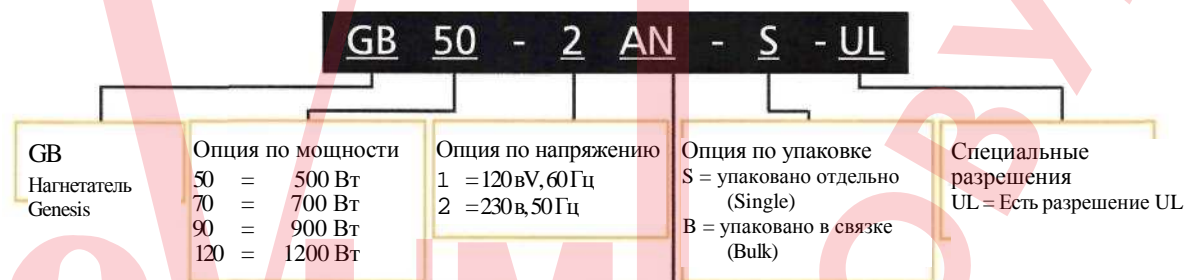 GB 50 - 2 AN - S - UL
GB
Нагнетатель
Genesis
Опция по мощности
50 = 500 Вт
70 = 700 Вт
90 = 900 Вт
120 = 1200 Вт
Опция по напряжению
1 =120 вV, 60 Гц
2 =230 в, 50 Гц
Опция по упаковке
S = упаковано отдельно
(Single)
B = упаковано в связке
(Bulk)
Специальные
разрешения
UL = Есть разрешение UL